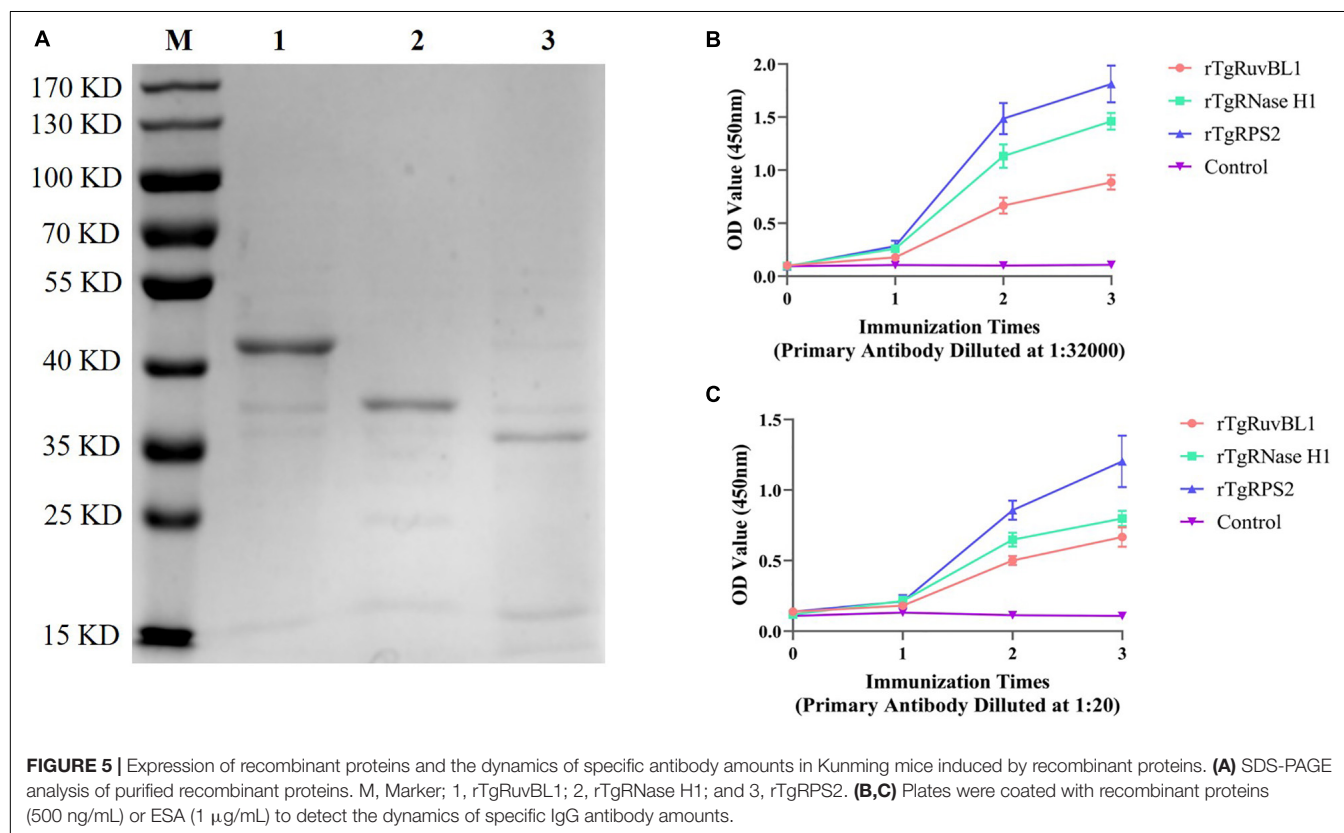 A
M 1 2 3
170 KD
130 KD
100 KD
70 KD
55 KD
40 KD
35 KD
25 KD
15 KD
B
2.0
1.5
1.0
0.5
0.0
OD Value (450nm)
0 1 2 3
Immunization Times
(Primary Antibody Dilluted at 1:32000)
rTgRuvBL1
rTgRNase H1
rTgRPS2
Control
C
1.5
1.0
0.5
0.0
OD Value (450nm)
0 1 2 3
Immunization Times
(Primary Antibody Dilluted at 1:20)
rTgRuvBL1
rTgRNase H1
rTgRPS2
Control
FIGURE 5 | Expression of recombinant proteins and the dynamics of specific antibody amounts in Kunming mice induced by recombinant proteins. (A) SDS-PAGE
analysis of purified recombinant proteins. M, Marker; 1, rTgRuvBL1; 2, rTgRNase H1; and 3, rTgRPS2. (B,C) Plates were coated with recombinant proteins
(500 ng/mL) or ESA (1 μg/mL) to detect the dynamics of specific IgG antibody amounts.